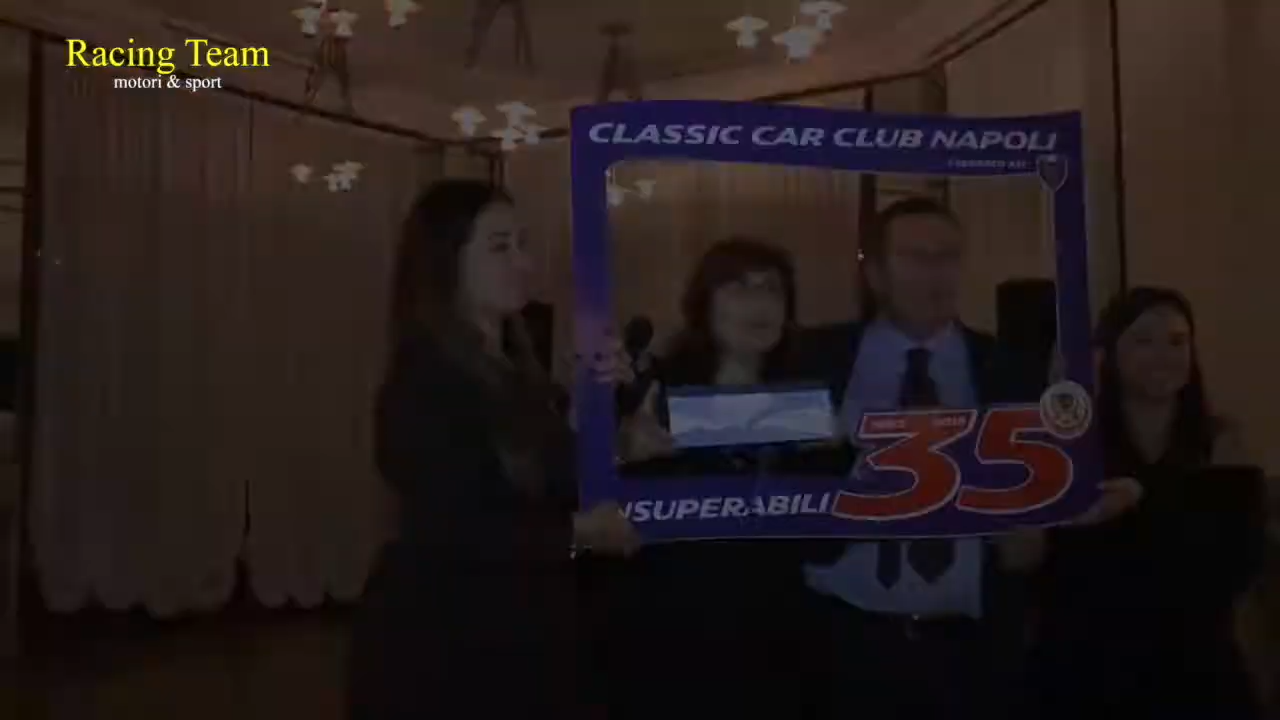 Racing Team
motori & sport
CLASSIC CAR CLUB NAPOLI
NSUPERABILI
35